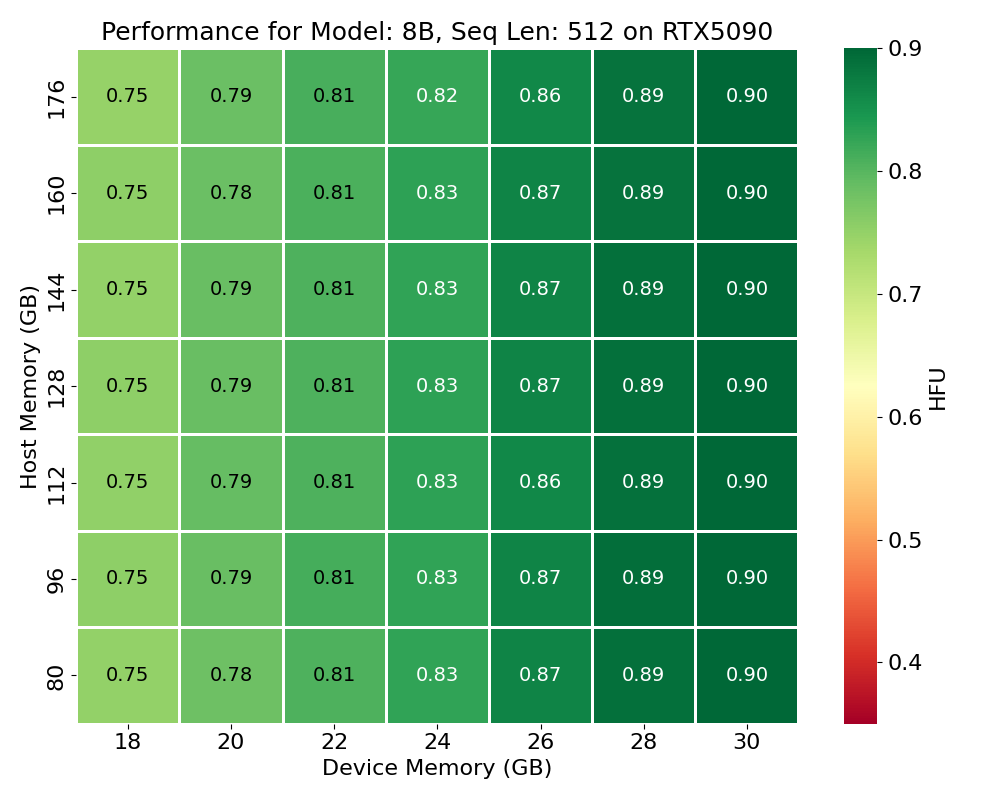 Performance for Model: 8B, Seq Len: 512 on RTX5090
176 0.75 0.79 0.81 0.82 0.86 0.89 0.90
160 0.75 0.78 0.81 0.83 0.87 0.89 0.90
144 0.75 0.79 0.81 0.83 0.87 0.89 0.90
128 0.75 0.79 0.81 0.83 0.87 0.89 0.90
112 0.75 0.79 0.81 0.83 0.86 0.89 0.90
96 0.75 0.79 0.81 0.83 0.87 0.89 0.90
80 0.75 0.78 0.81 0.83 0.87 0.89 0.90
Host Memory (GB)
18 20 22 24 26 28 30
Device Memory (GB)
0.9
0.8
0.7
0.6
0.5
0.4
HFU